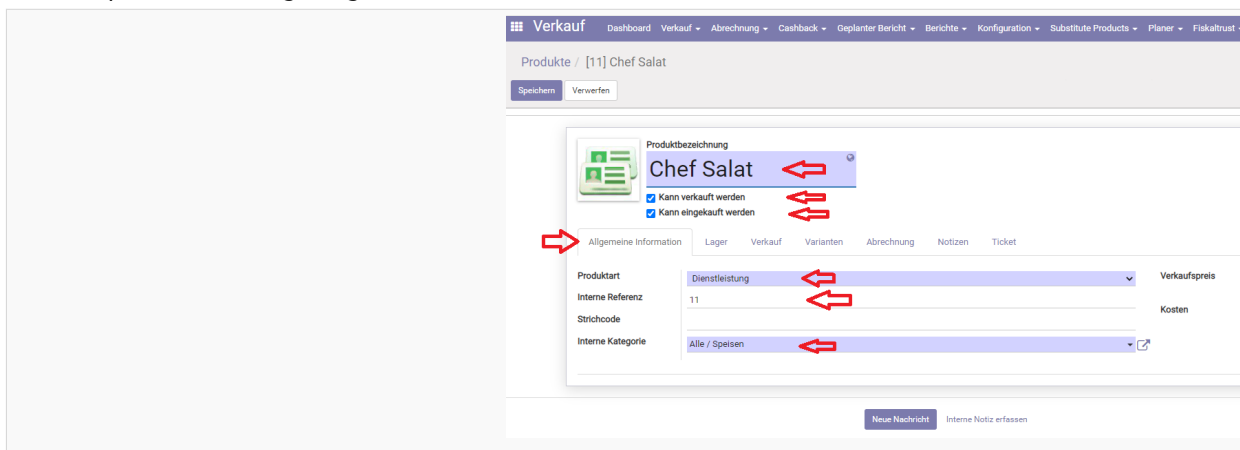 Verkauf Dashboard Verkauf Abrechnung Cashback Geplanter Bericht Berichte Konfiguration Substitute Products Planer Fiskaltrust
Produkte / [11] Chef Salat
Speichern Verwerfen
Produktbezeichnung
Chef Salat
Kann verkauft werden
Kann eingekauft werden
Allgemeine Information Lager Verkauf Varianten Abrechnung Notizen Ticket
Produktart Dienstleistung Verkaufspreis
Interne Referenz 11
Kosten
Strichcode
Interne Kategorie Alle / Speisen
Neue Nachricht Interne Notiz erfassen